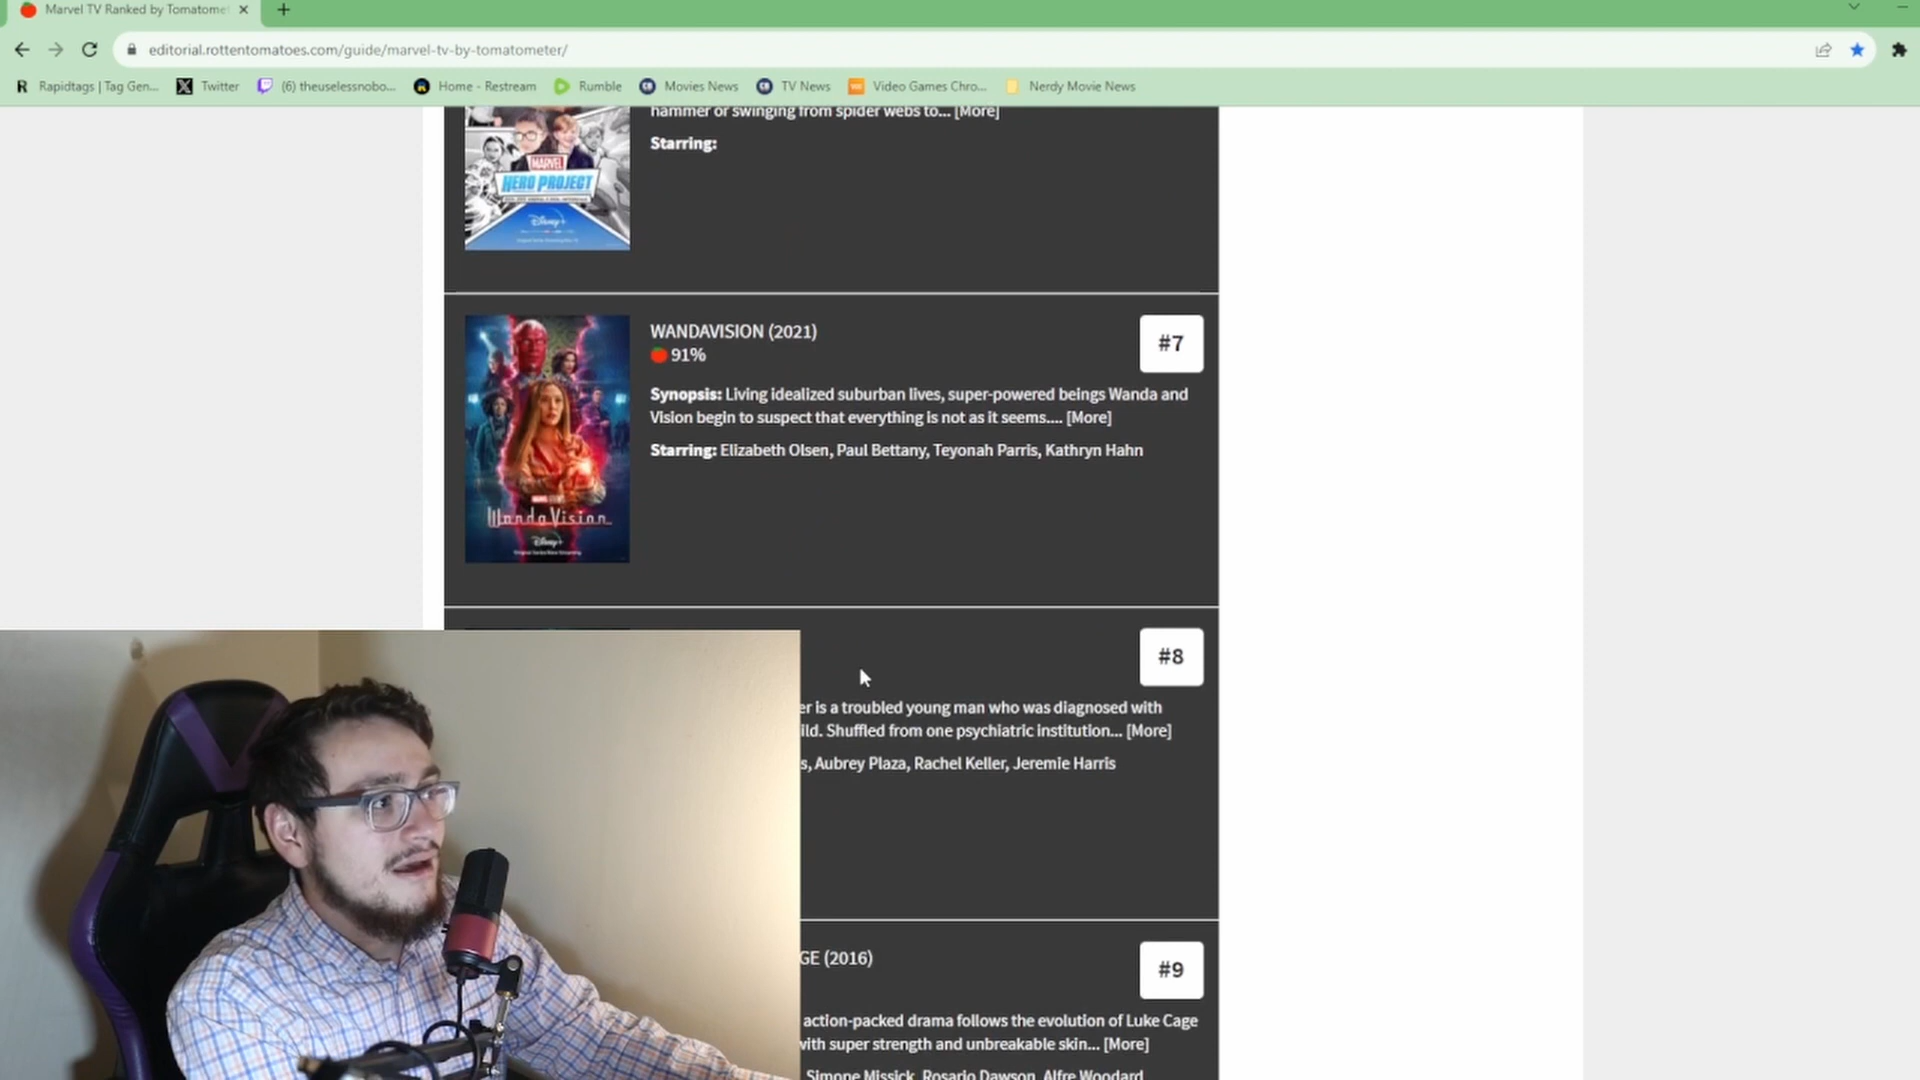 Marvel TV Ranked by Tomatomet
editorial.rottentomatoes.com/guide/marvel-tv-by-tomatometer/
R Rapidtags | Tag Gen... X Twitter (6) theuselessnobo... Home - Restream Rumble Movies News TV News Video Games Chro... Nerdy Movie News
hammer or swinging from spider webs to... [More]
Starring:
MARVEL
HERO PROJECT
Disney+
WANDAVISION (2021)
#7
91%
Synopsis: Living idealized suburban lives, super-powered beings Wanda and
Vision begin to suspect that everything is not as it seems.... [More]
Starring: Elizabeth Olsen, Paul Bettany, Teyonah Parris, Kathryn Hahn
WandaVision
Disney+
#8
er is a troubled young man who was diagnosed with
ild. Shuffled from one psychiatric institution... [More]
s, Aubrey Plaza, Rachel Keller, Jeremie Harris
GE (2016)
#9
action-packed drama follows the evolution of Luke Cage
with super strength and unbreakable skin... [More]
Simone Missick, Rosario Dawson, Alfre Woodard